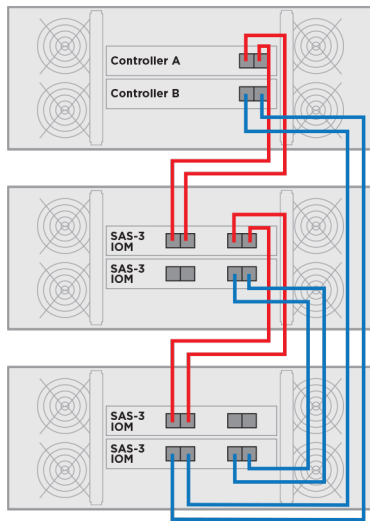 Controller A
Controller B
SAS-3
IOM
SAS-3
IOM
SAS-3
IOM
SAS-3
IOM